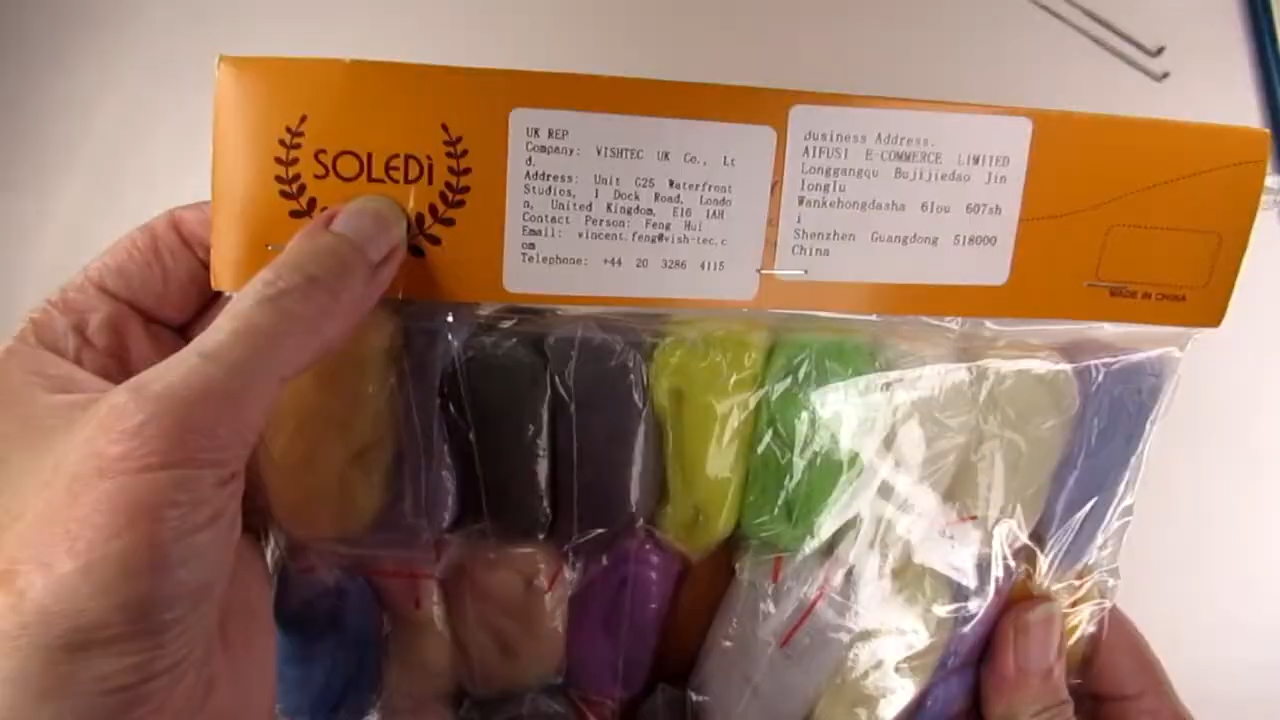 SOLEDi
UK REP
Company: VISHTEC UK Co., Lt
d.
Address: Unit G25 Waterfront
Studios, 1 Dock Road, Londo
n, United Kingdom, E16 1AH
Contact Person: Feng Hui
Email: vincent.feng@vish-tec.c
om
Telephone: +44 20 3286 4115
Business Address.
AIFUSI E-COMMERCE LIMITED
Longgangqu Bujijiedao Jin
longlu
Wankehongdasha 6lou 607sh
i
Shenzhen Guangdong 518000
China
MADE IN CHINA